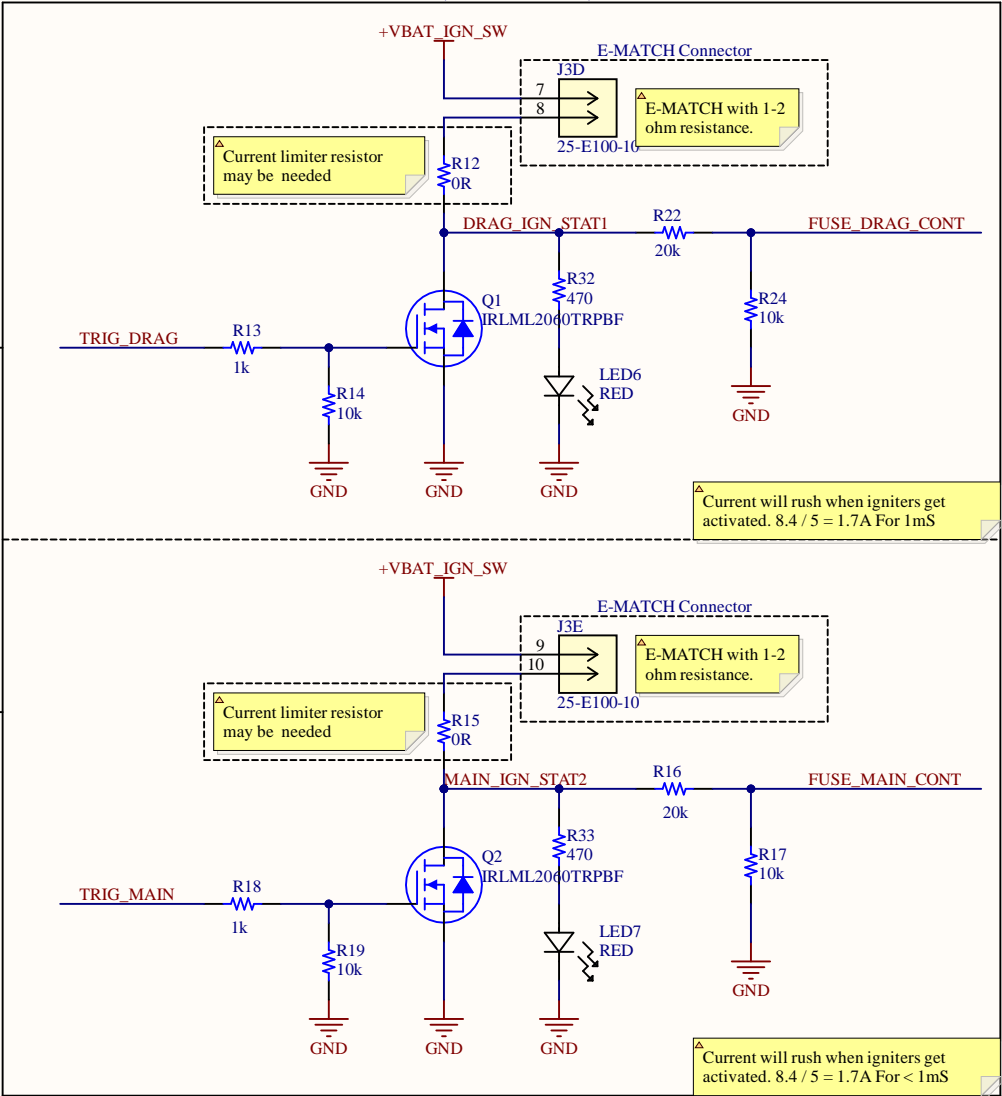 +VBAT_IGN_SW
E-MATCH Connector
J3D
7
8
E-MATCH with 1-2
ohm resistance.
25-E100-10
Current limiter resistor
may be  needed
R12
0R
DRAG_IGN_STAT1
R22
20k
FUSE_DRAG_CONT
R32
470
R24
10k
Q1
IRLML2060TRPBF
TRIG_DRAG
R13
1k
R14
10k
LED6
RED
GND
GND
GND
GND
Current will rush when igniters get
activated. 8.4 / 5 = 1.7A For 1mS
+VBAT_IGN_SW
E-MATCH Connector
J3E
9
10
E-MATCH with 1-2
ohm resistance.
25-E100-10
Current limiter resistor
may be  needed
R15
0R
MAIN_IGN_STAT2
R16
20k
FUSE_MAIN_CONT
R33
470
R17
10k
Q2
IRLML2060TRPBF
TRIG_MAIN
R18
1k
R19
10k
LED7
RED
GND
GND
GND
GND
Current will rush when igniters get
activated. 8.4 / 5 = 1.7A For < 1mS